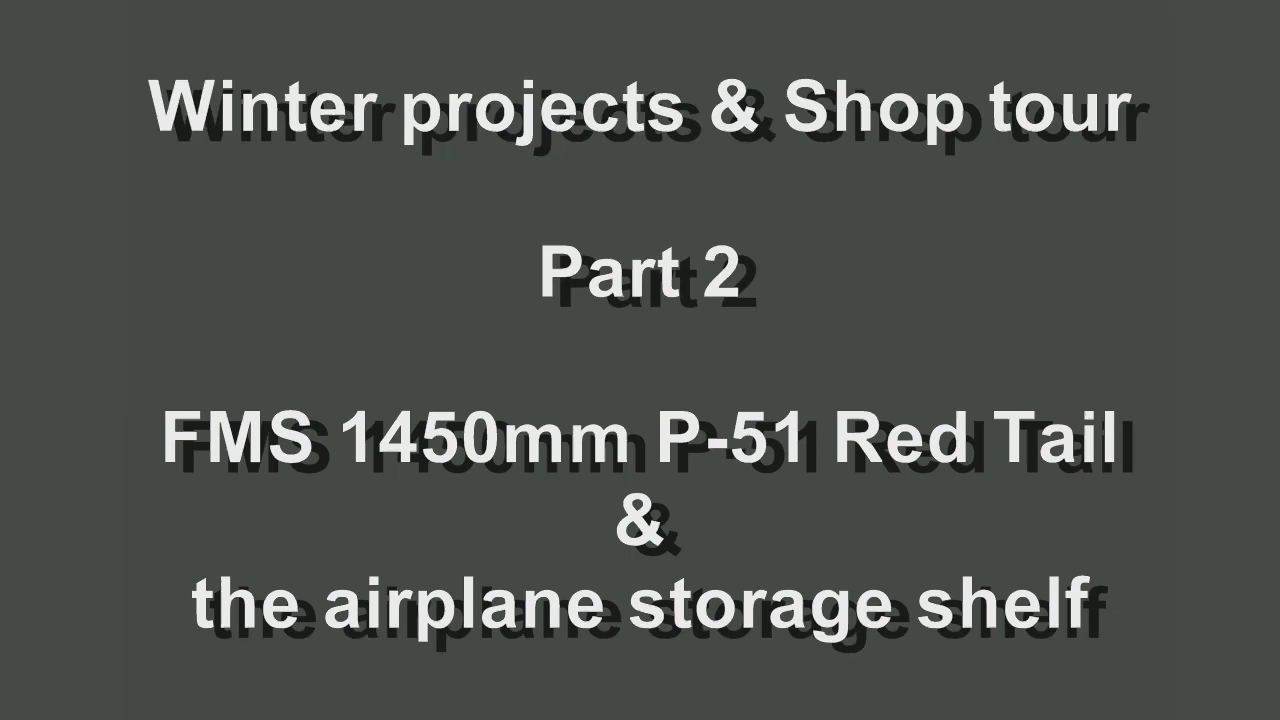 Winter projects & Shop tour
Part 2
FMS 1450mm P-51 Red Tail
&
the airplane storage shelf